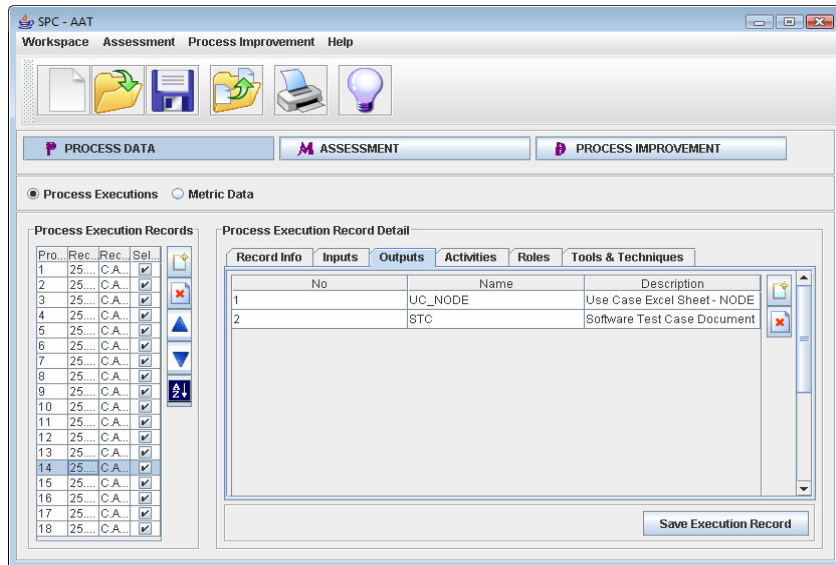 SPC - AAT
Workspace Assessment Process Improvement Help
P PROCESS DATA M ASSESSMENT PROCESS IMPROVEMENT
Process Executions Metric Data
Process Execution Records Process Execution Record Detail
Record Info Inputs Outputs Activities Roles Tools & Techniques
Pro... Rec... Rec... Sel...
No Name Description
1 25.... C.A...
2 25.... C.A...
3 25.... C.A...
4 25.... C.A...
5 25.... C.A...
6 25.... C.A...
7 25.... C.A...
8 25.... C.A...
9 25.... C.A...
10 25.... C.A...
11 25.... C.A...
12 25.... C.A...
13 25.... C.A...
14 25.... C.A...
15 25.... C.A...
16 25.... C.A...
17 25.... C.A...
18 25.... C.A...
1 UC_NODE Use Case Excel Sheet - NODE
2 STC Software Test Case Document
A
Z
Save Execution Record